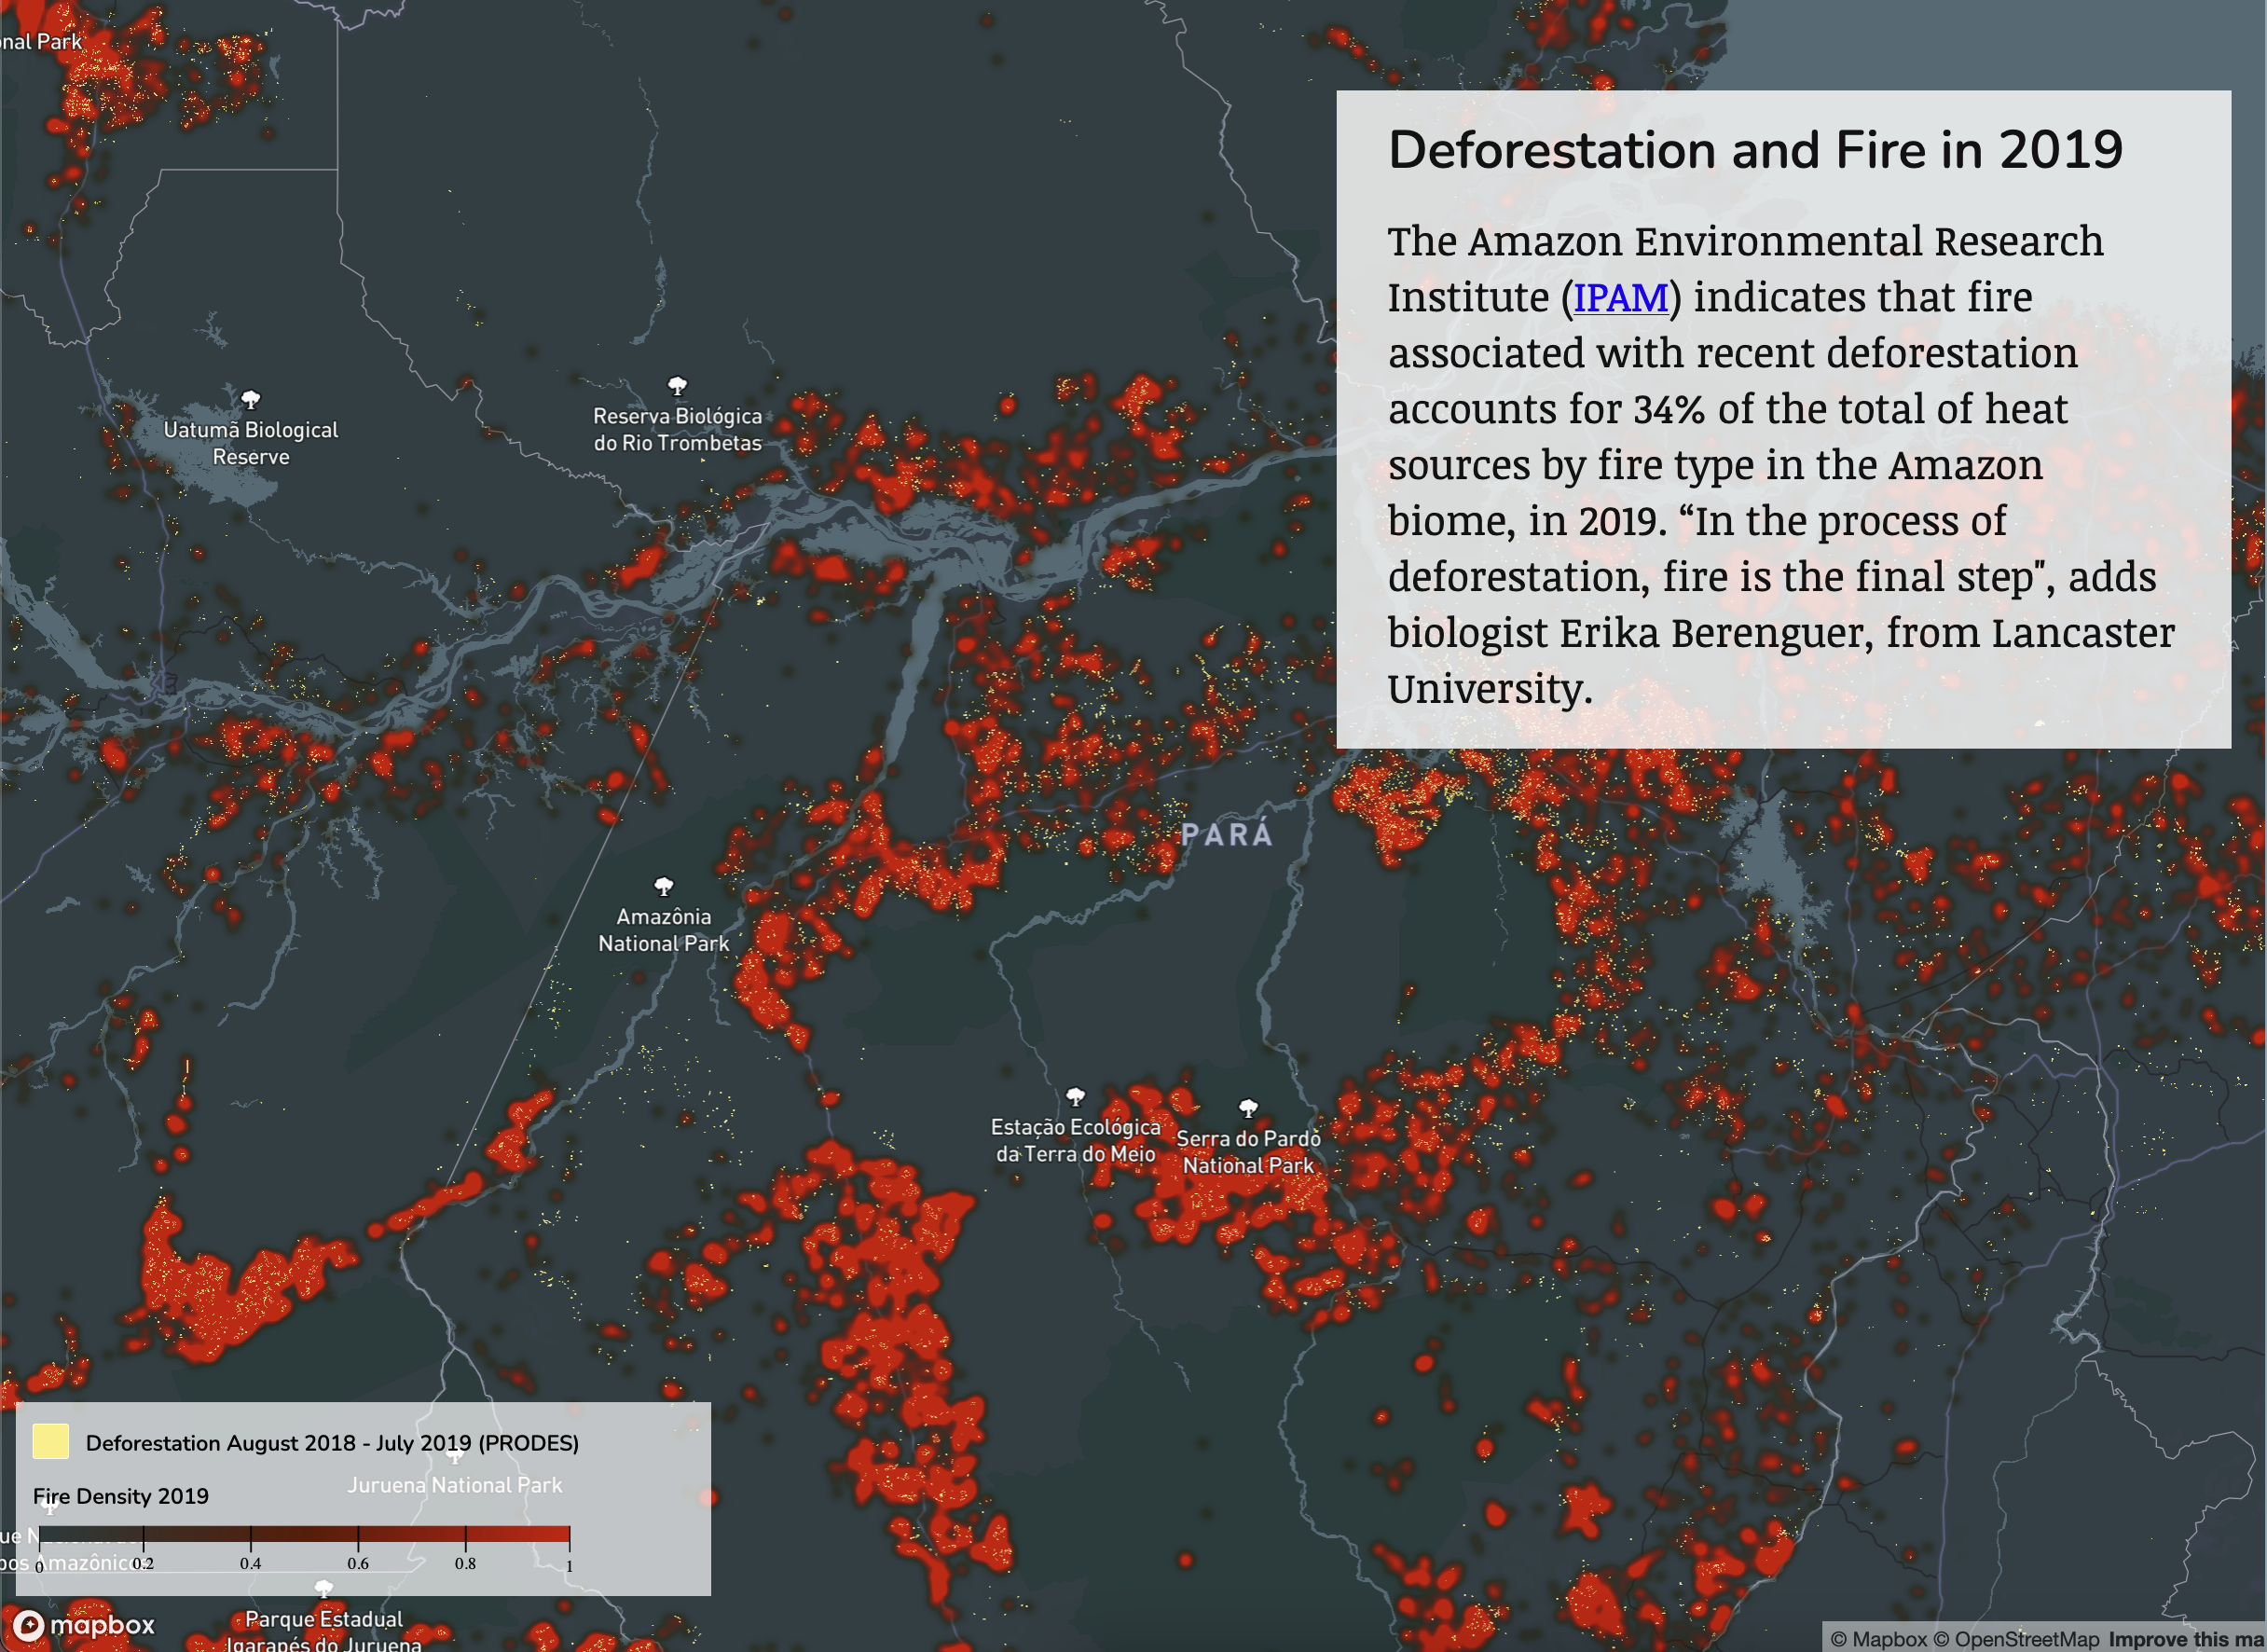 onal Park
Deforestation and Fire in 2019
The Amazon Environmental Research
Institute (IPAM) indicates that fire
associated with recent deforestation
accounts for 34% of the total of heat
sources by fire type in the Amazon
biome, in 2019. “In the process of
deforestation, fire is the final step", adds
biologist Erika Berenguer, from Lancaster
University.
Uatumã Biological
Reserve
Reserva Biológica
do Rio Trombetas
PARÁ
Amazônia
National Park
Estação Ecológica
da Terra do Meio
Serra do Pardo
National Park
Deforestation August 2018 - July 2019 (PRODES)
Juruena National Park
Fire Density 2019
0 0.2 0.4 0.6 0.8 1
Amazônicos
Parque Estadual
Igarapés do Juruena
mapbox
© Mapbox © OpenStreetMap Improve this ma